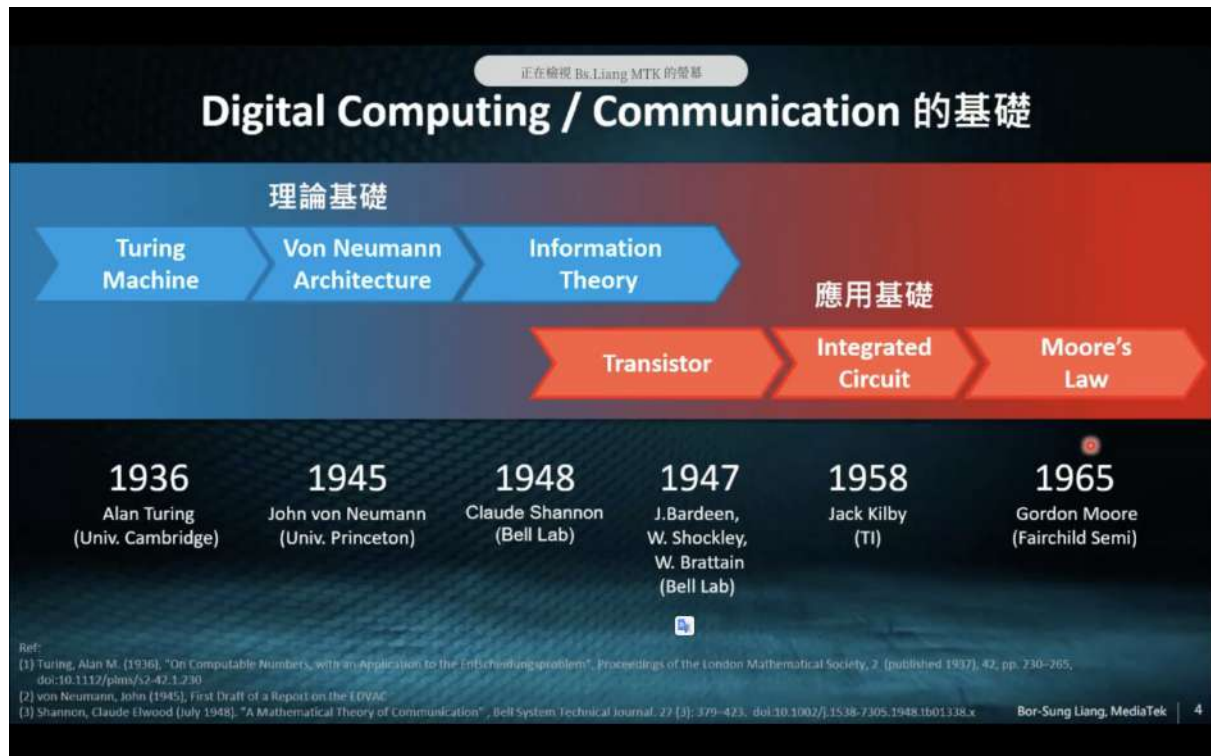 正在檢視 Bs.Liang MTK 的螢幕
Digital Computing / Communication 的基礎
理論基礎
Turing
Machine
Von Neumann
Architecture
Information
Theory
應用基礎
Transistor
Integrated
Circuit
Moore's
Law
1936
Alan Turing
(Univ. Cambridge)
1945
John von Neumann
(Univ. Princeton)
1948
Claude Shannon
(Bell Lab)
1947
J.Bardeen,
W. Shockley,
W. Brattain
(Bell Lab)
1958
Jack Kilby
(TI)
1965
Gordon Moore
(Fairchild Semi)
Ref:
(1) Turing, Alan M. (1936), "On Computable Numbers, with an Application to the Entscheidungsproblem", Proceedings of the London Mathematical Society, 2 (published 1937), 42, pp. 230–265,
doi:10.1112/plms/s2-42.1.230
(2) von Neumann, John (1945), First Draft of a Report on the EDVAC
(3) Shannon, Claude Elwood (July 1948). "A Mathematical Theory of Communication" , Bell System Technical Journal. 27 (3): 379–423. doi:10.1002/j.1538-7305.1948.tb01338.x
Bor-Sung Liang, MediaTek | 4